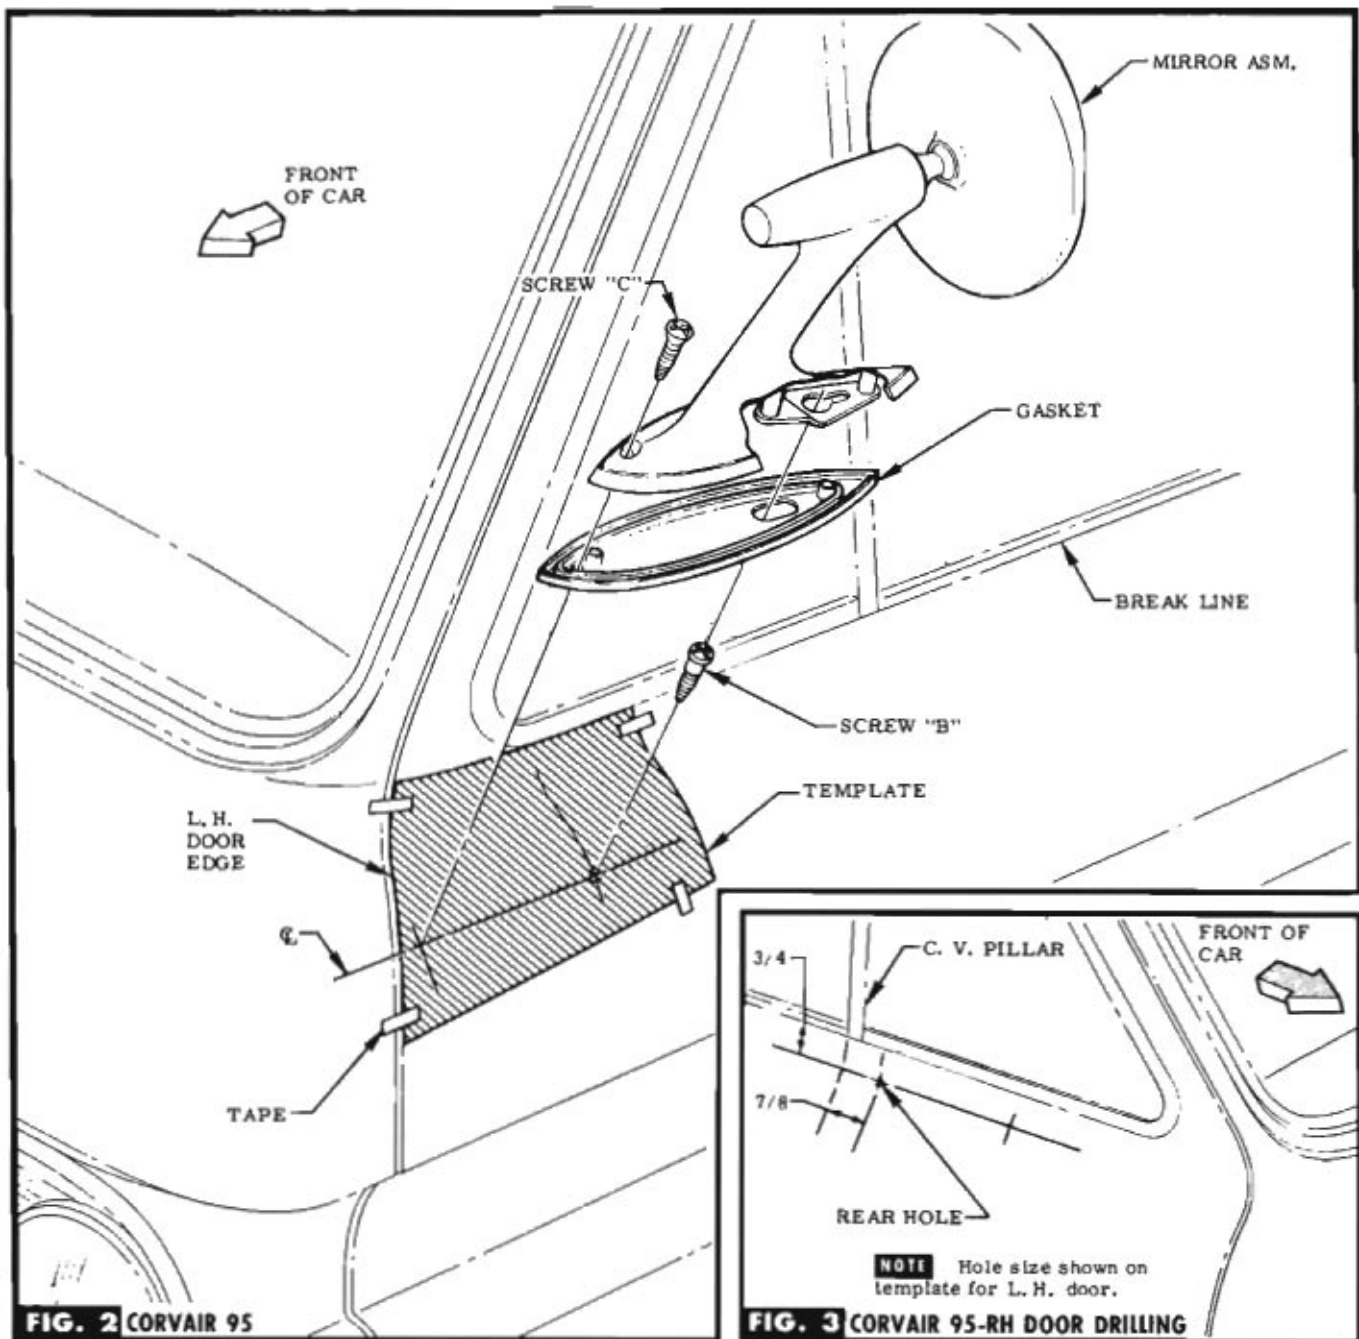 MIRROR ASM.
FRONT
OF CAR
SCREW "C"
GASKET
BREAK LINE
SCREW "B"
TEMPLATE
L. H.
DOOR
EDGE
℄
TAPE
FIG. 2 CORVAIR 95
FRONT OF
CAR
C. V. PILLAR
3/4
7/8
REAR HOLE
NOTE Hole size shown on
template for L. H. door.
FIG. 3 CORVAIR 95-RH DOOR DRILLING